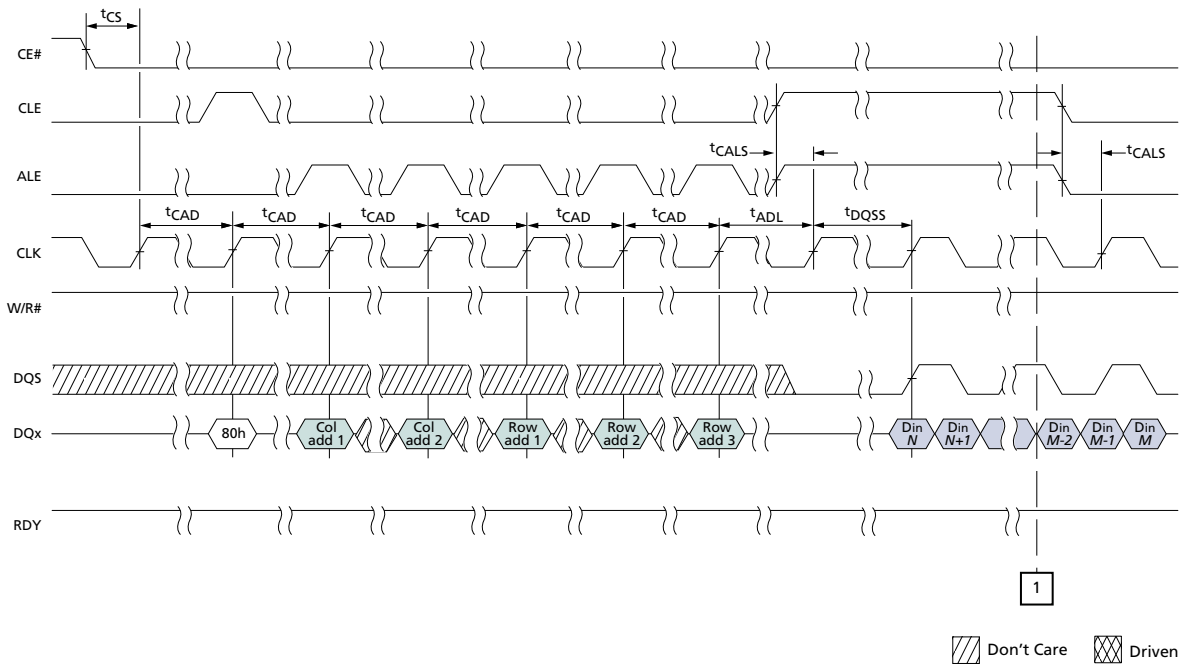 tCS
CE#
CLE
tCALS
tCALS
ALE
tCAD
tCAD
tCAD
tCAD
tCAD
tCAD
tADL
tDQSS
CLK
W/R#
DQS
DQx
80h
Col add 1
Col add 2
Row add 1
Row add 2
Row add 3
Din N
Din N+1
Din M-2
Din M-1
Din M
RDY
1
Don't Care
Driven